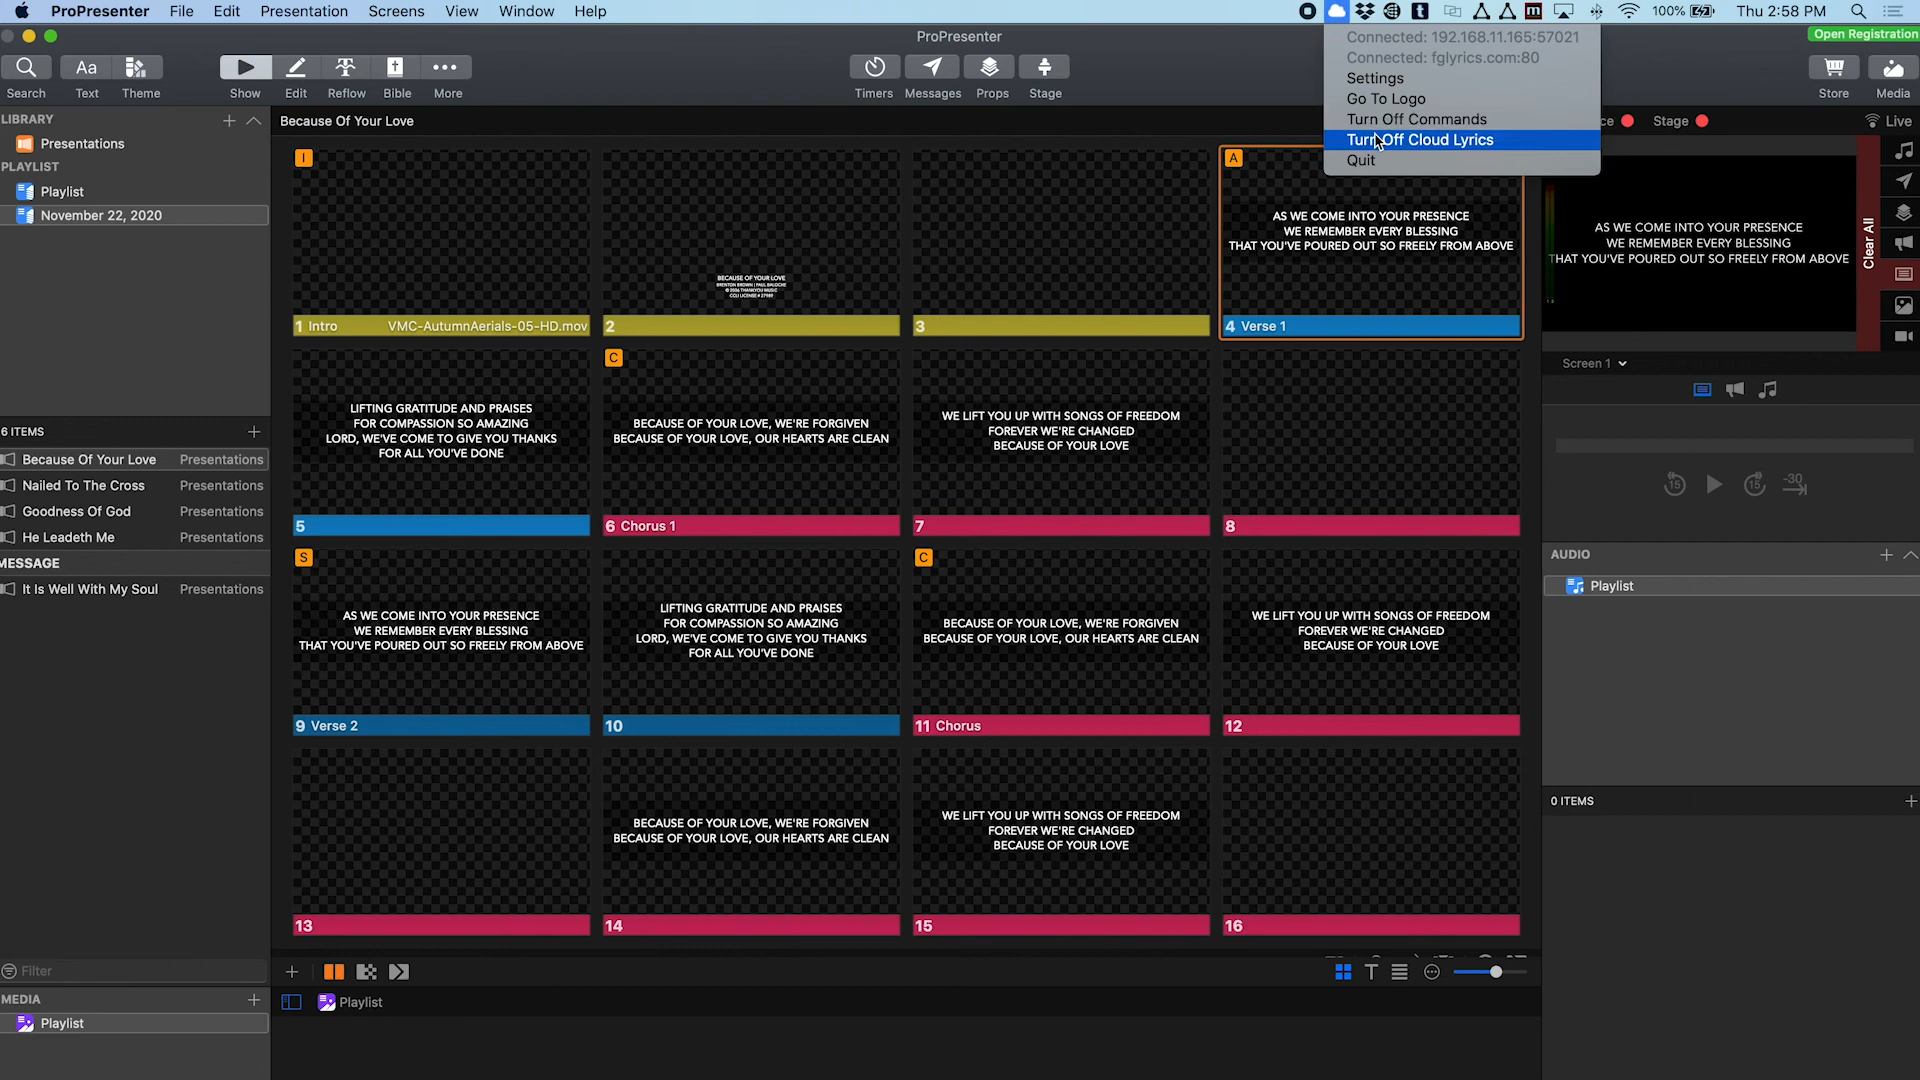 ProPresenter File Edit Presentation Screens View Window Help
100% Thu 2:58 PM
ProPresenter
Open Registration
Search Text Theme Show Edit Reflow Bible More Timers Messages Props Stage Store Media
Connected: 192.168.11.165:57021
Connected: fglyrics.com:80
Settings
Go To Logo
Turn Off Commands
Turn Off Cloud Lyrics
Quit
LIBRARY
Presentations
PLAYLIST
Playlist
November 22, 2020
6 ITEMS
Because Of Your Love Presentations
Nailed To The Cross Presentations
Goodness Of God Presentations
He Leadeth Me Presentations
MESSAGE
It Is Well With My Soul Presentations
Filter
MEDIA
Playlist
Because Of Your Love
I
1 Intro VMC-AutumnAerials-05-HD.mov
BECAUSE OF YOUR LOVE
BRENTON BROWN | PAUL BALOCHE
© 2006 THANKYOU MUSIC
CCLI LICENSE # 27989
2
3
A
AS WE COME INTO YOUR PRESENCE
WE REMEMBER EVERY BLESSING
THAT YOU'VE POURED OUT SO FREELY FROM ABOVE
4 Verse 1
LIFTING GRATITUDE AND PRAISES
FOR COMPASSION SO AMAZING
LORD, WE'VE COME TO GIVE YOU THANKS
FOR ALL YOU'VE DONE
5
C
BECAUSE OF YOUR LOVE, WE'RE FORGIVEN
BECAUSE OF YOUR LOVE, OUR HEARTS ARE CLEAN
6 Chorus 1
WE LIFT YOU UP WITH SONGS OF FREEDOM
FOREVER WE'RE CHANGED
BECAUSE OF YOUR LOVE
7
8
S
AS WE COME INTO YOUR PRESENCE
WE REMEMBER EVERY BLESSING
THAT YOU'VE POURED OUT SO FREELY FROM ABOVE
9 Verse 2
LIFTING GRATITUDE AND PRAISES
FOR COMPASSION SO AMAZING
LORD, WE'VE COME TO GIVE YOU THANKS
FOR ALL YOU'VE DONE
10
C
BECAUSE OF YOUR LOVE, WE'RE FORGIVEN
BECAUSE OF YOUR LOVE, OUR HEARTS ARE CLEAN
11 Chorus
WE LIFT YOU UP WITH SONGS OF FREEDOM
FOREVER WE'RE CHANGED
BECAUSE OF YOUR LOVE
12
13
BECAUSE OF YOUR LOVE, WE'RE FORGIVEN
BECAUSE OF YOUR LOVE, OUR HEARTS ARE CLEAN
14
WE LIFT YOU UP WITH SONGS OF FREEDOM
FOREVER WE'RE CHANGED
BECAUSE OF YOUR LOVE
15
16
Playlist
Stage Live
AS WE COME INTO YOUR PRESENCE
WE REMEMBER EVERY BLESSING
THAT YOU'VE POURED OUT SO FREELY FROM ABOVE
Clear All
Screen 1
15 15 -30
AUDIO
Playlist
0 ITEMS